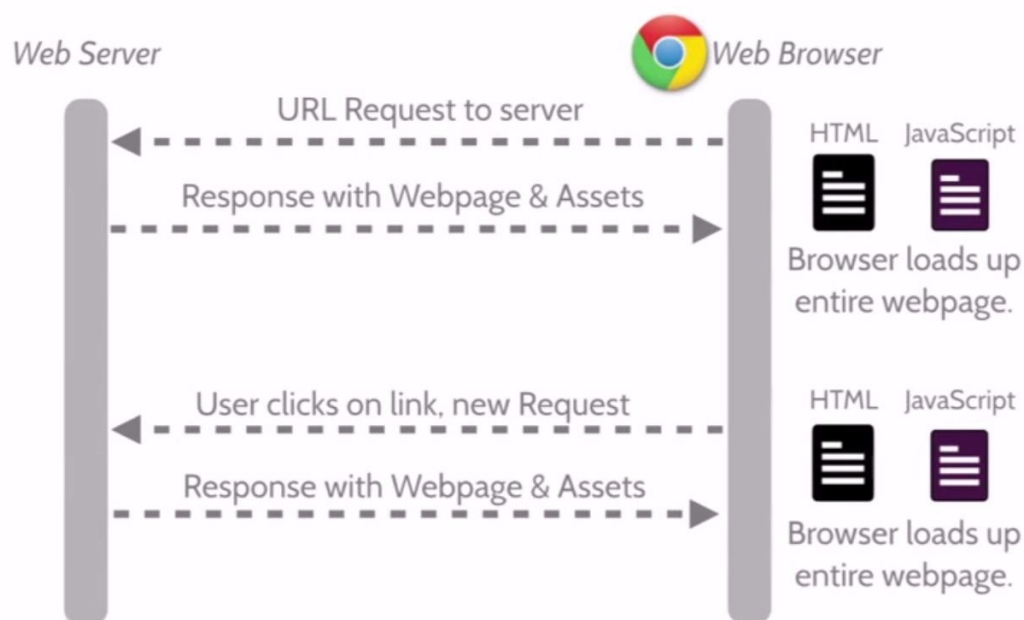 Web Server
Web Browser
URL Request to server
HTML JavaScript
Response with Webpage & Assets
Browser loads up
entire webpage.
User clicks on link, new Request
HTML JavaScript
Response with Webpage & Assets
Browser loads up
entire webpage.